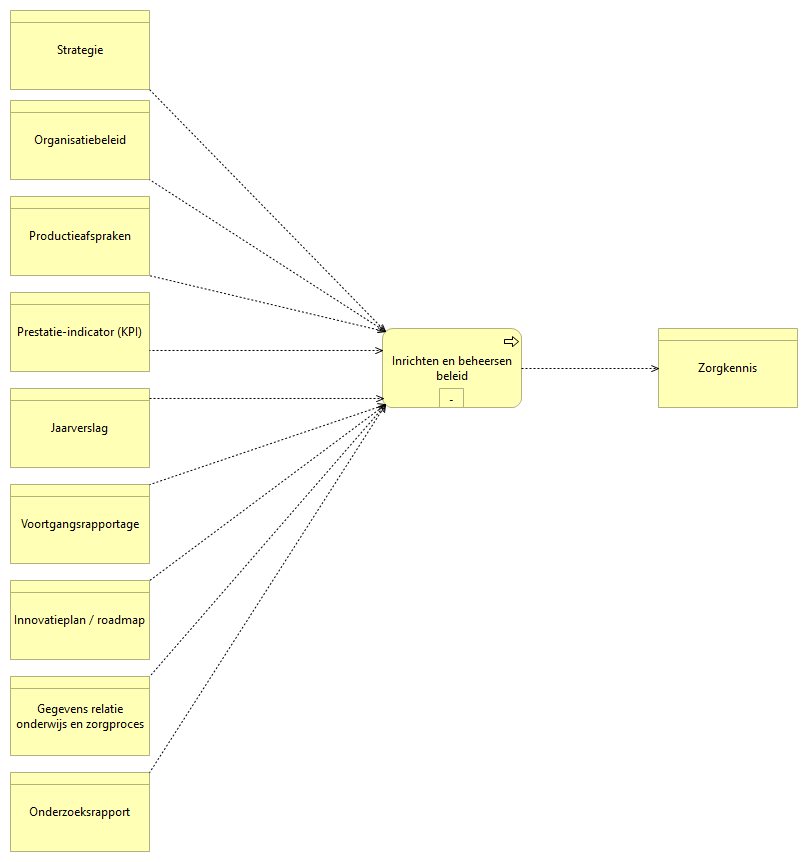 Strategie
Organisatiebeleid
Productieafspraken
Prestatie-indicator (KPI)
Jaarverslag
Voortgangsrapportage
Innovatieplan / roadmap
Gegevens relatie
onderwijs en zorgproces
Onderzoeksrapport
Inrichten en beheersen
beleid
-
Zorgkennis